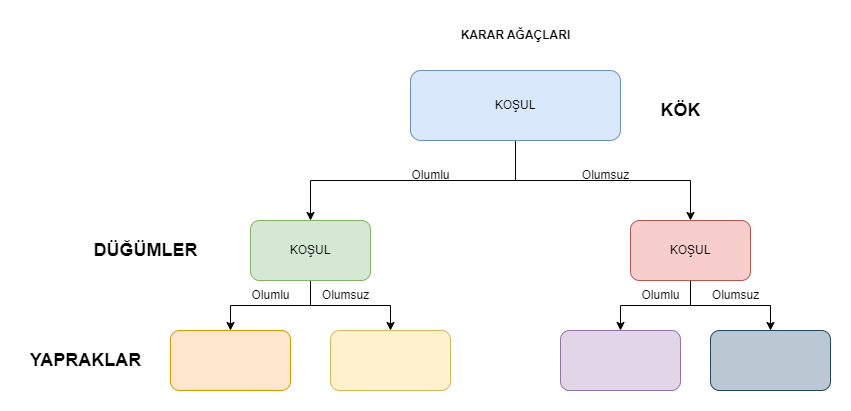 KARAR AĞAÇLARI
KOŞUL
KÖK
Olumlu
Olumsuz
DÜĞÜMLER
KOŞUL
KOŞUL
Olumlu
Olumsuz
Olumlu
Olumsuz
YAPRAKLAR